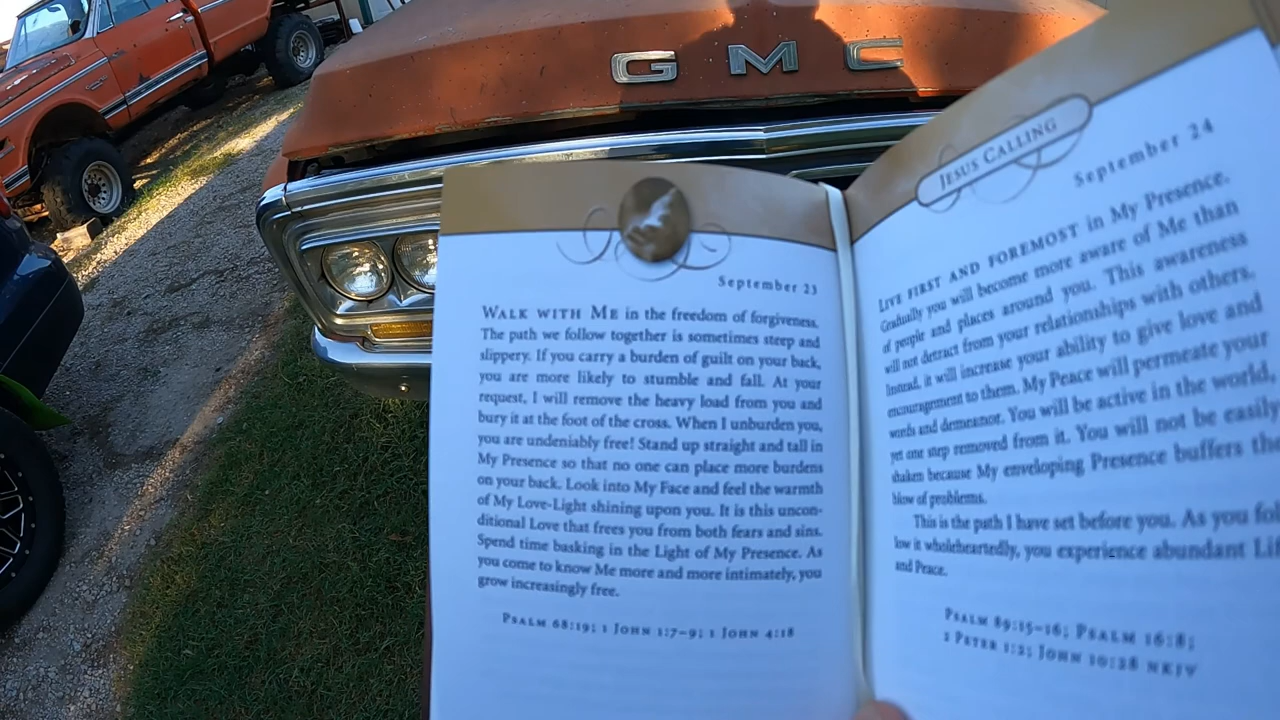 GMC
September 23
WALK WITH ME in the freedom of forgiveness.
The path we follow together is sometimes steep and
slippery. If you carry a burden of guilt on your back,
you are more likely to stumble and fall. At your
request, I will remove the heavy load from you and
bury it at the foot of the cross. When I unburden you,
you are undeniably free! Stand up straight and tall in
My Presence so that no one can place more burdens
on your back. Look into My Face and feel the warmth
of My Love-Light shining upon you. It is this uncon-
ditional Love that frees you from both fears and sins.
Spend time basking in the Light of My Presence. As
you come to know Me more and more intimately, you
grow increasingly free.
PSALM 68:19; 1 JOHN 1:7-9; 1 JOHN 4:18
JESUS CALLING
September 24
LIVE FIRST AND FOREMOST in My Presence.
Gradually you will become more aware of Me than
of people and places around you. This awareness
will not detract from your relationships with others.
Instead, it will increase your ability to give love and
encouragement to them. My Peace will permeate your
words and demeanor. You will be active in the world,
yet one step removed from it. You will not be easily
shaken because My enveloping Presence buffers the
blow of problems.
This is the path I have set before you. As you fol
low it wholeheartedly, you experience abundant Lif
and Peace.
PSALM 89:15-16; PSALM 16:8;
2 PETER 1:2; JOHN 10:28 NKJV